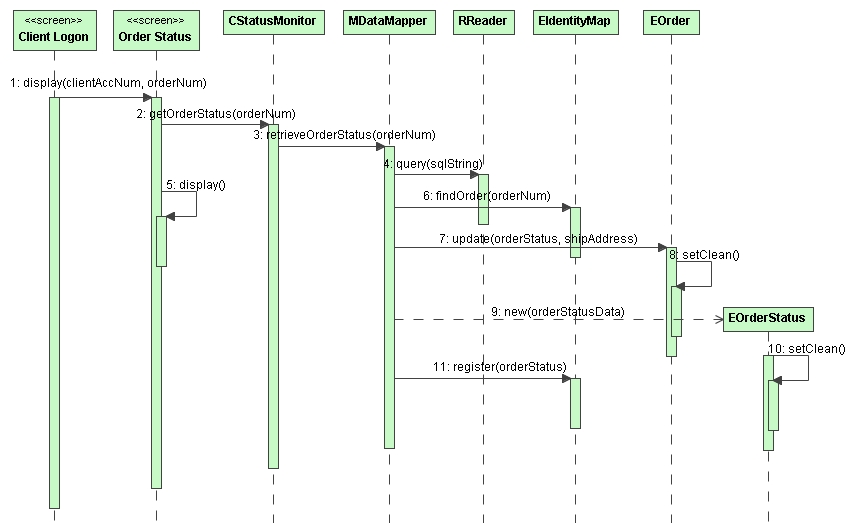 <<screen>>
Client Logon
<<screen>>
Order Status
CStatusMonitor
MDataMapper
RReader
EIdentityMap
EOrder
1: display(clientAccNum, orderNum)
2: getOrderStatus(orderNum)
3: retrieveOrderStatus(orderNum)
4: query(sqlString)
5: display()
6: findOrder(orderNum)
7: update(orderStatus, shipAddress)
8: setClean()
9: new(orderStatusData)
EOrderStatus
10: setClean()
11: register(orderStatus)